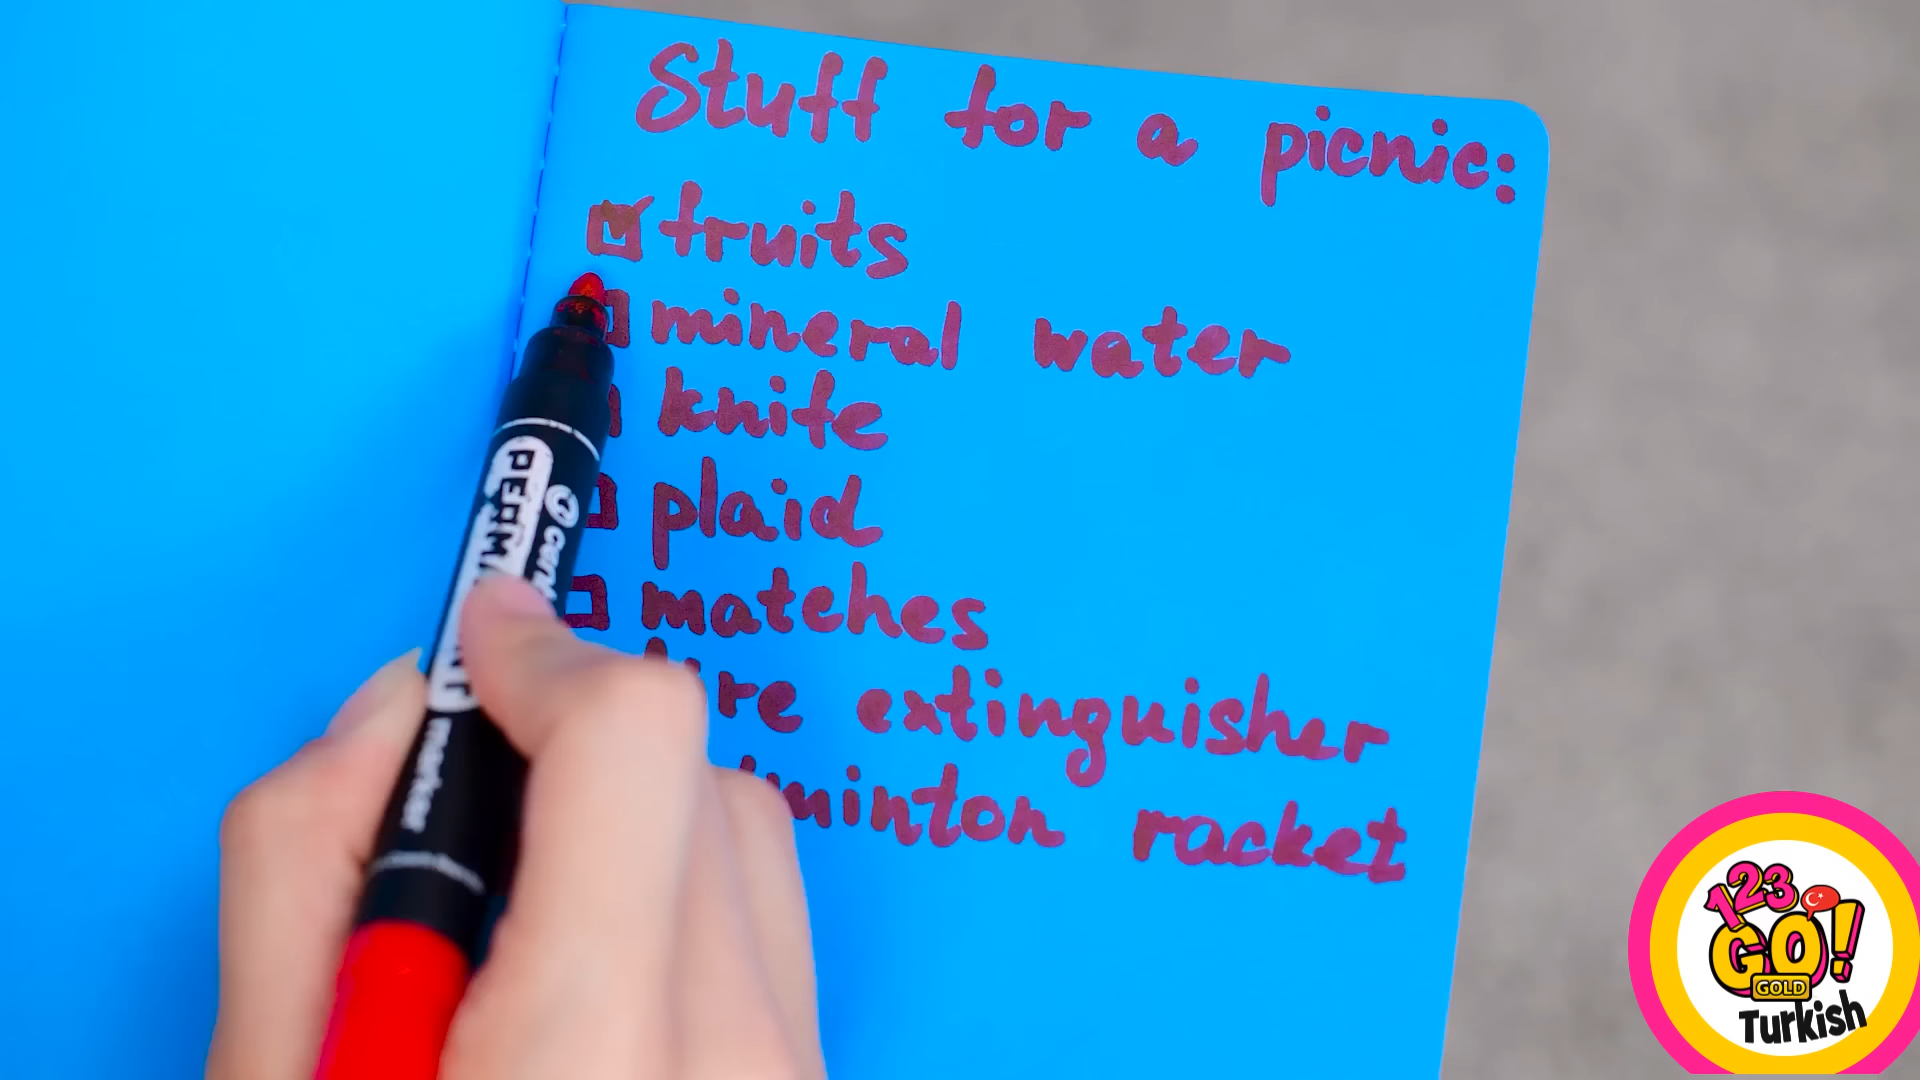 Stuff for a picnic:
fruits
mineral water
knife
plaid
matches
extinguisher
racket
marker
123
GO!
GOLD
Turkish